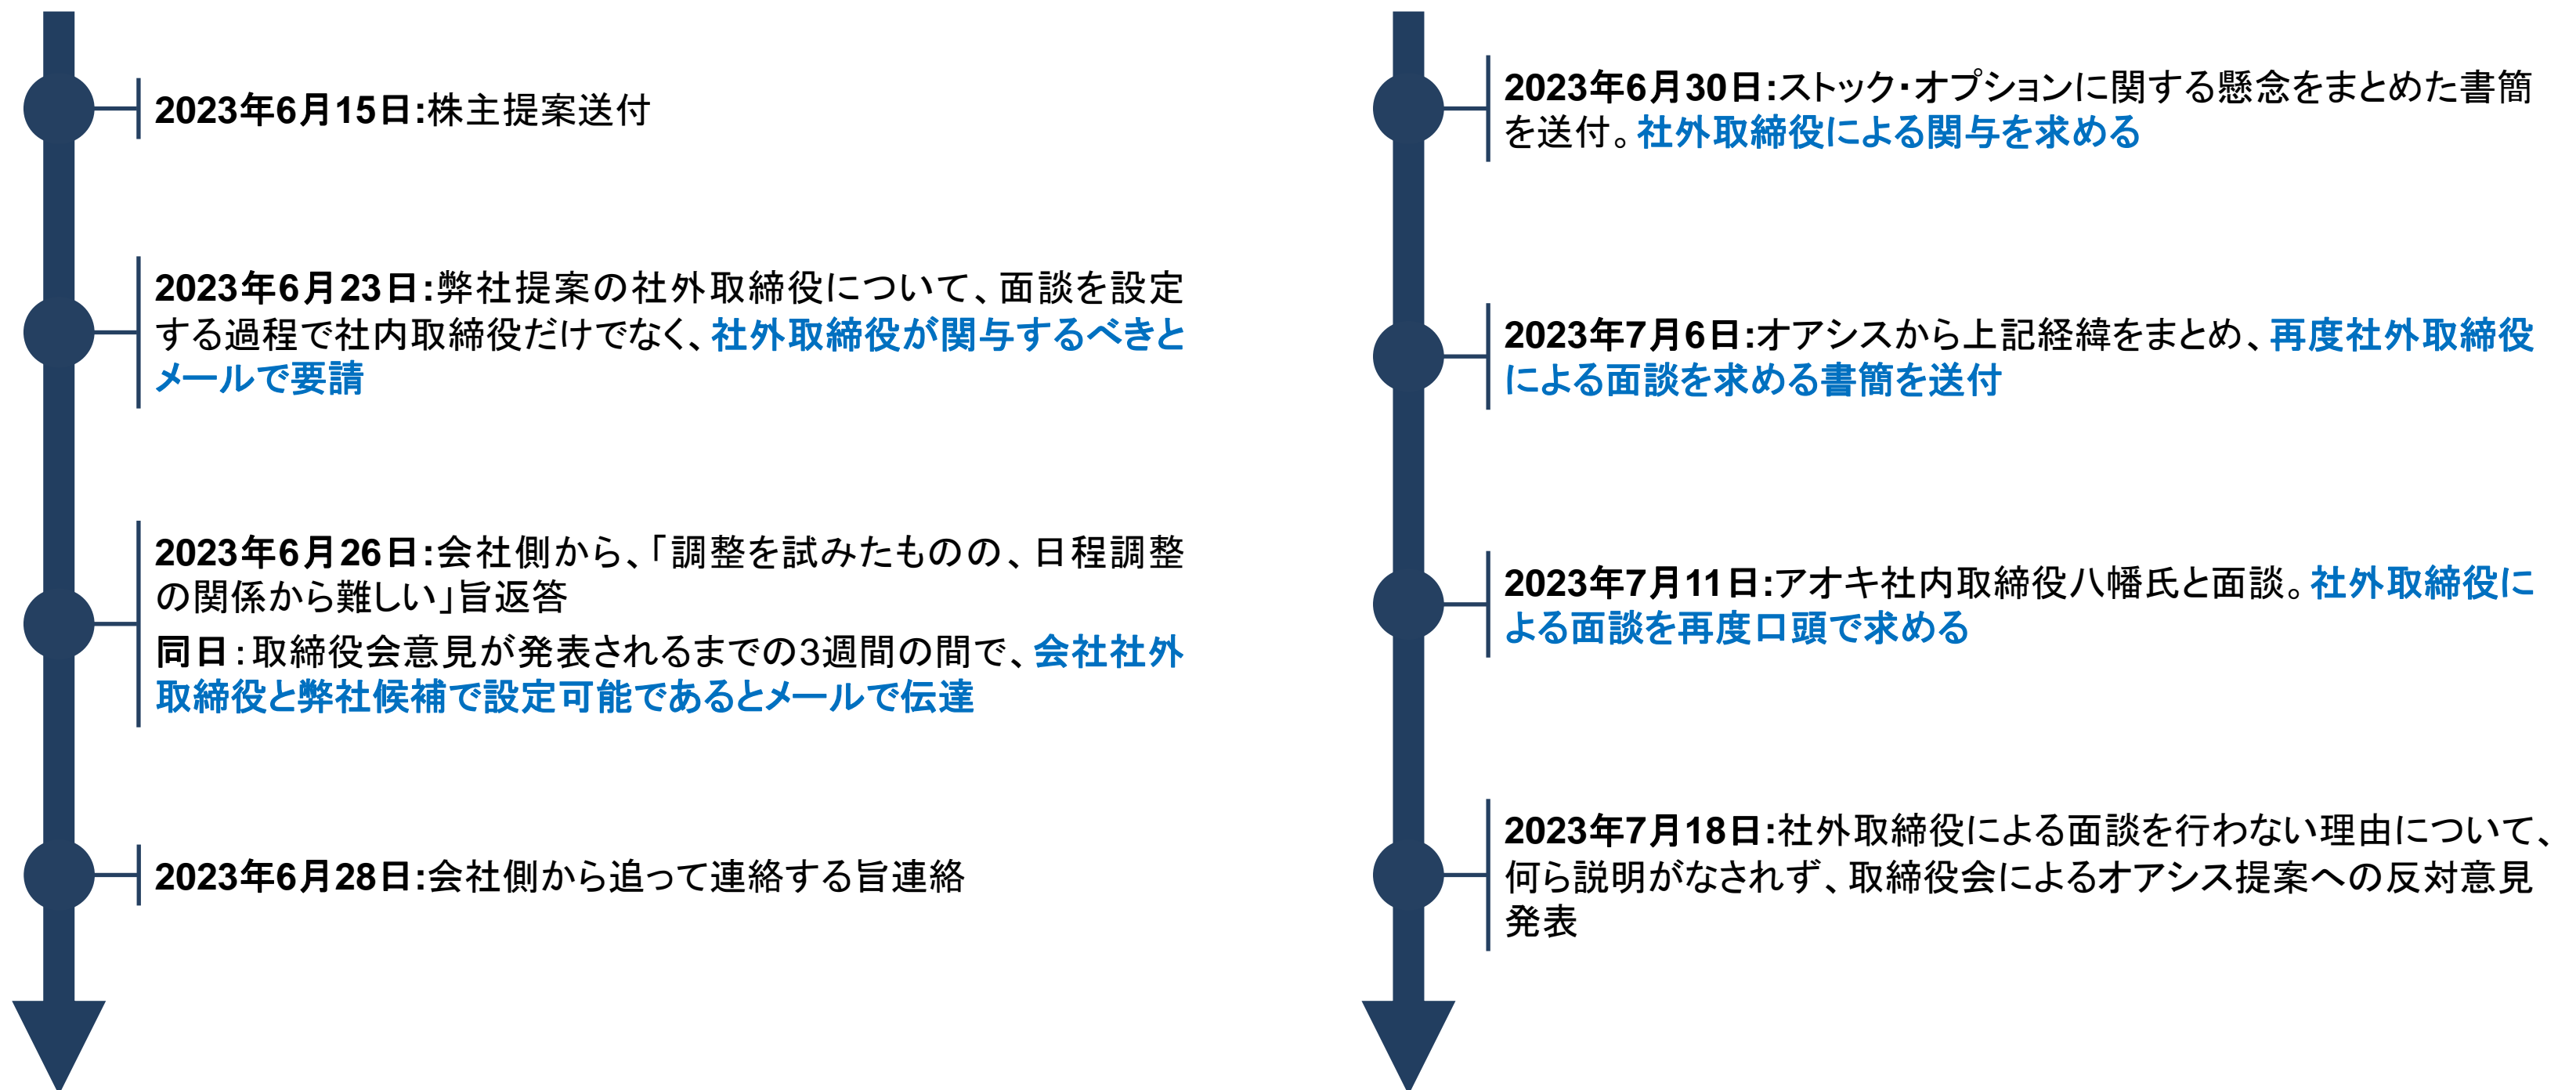 2023年6月15日:株主提案送付
2023年6月23日:弊社提案の社外取締役について、面談を設定
する過程で社内取締役だけでなく、社外取締役が関与するべきと
メールで要請
2023年6月26日:会社側から、「調整を試みたものの、日程調整
の関係から難しい」旨返答
同日：取締役会意見が発表されるまでの3週間の間で、会社社外
取締役と弊社候補で設定可能であるとメールで伝達
2023年6月28日:会社側から追って連絡する旨連絡
2023年6月30日:ストック・オプションに関する懸念をまとめた書簡
を送付。社外取締役による関与を求める
2023年7月6日:オアシスから上記経緯をまとめ、再度社外取締役
による面談を求める書簡を送付
2023年7月11日:アオキ社内取締役八幡氏と面談。社外取締役に
よる面談を再度口頭で求める
2023年7月18日:社外取締役による面談を行わない理由について、
何ら説明がなされず、取締役会によるオアシス提案への反対意見
発表